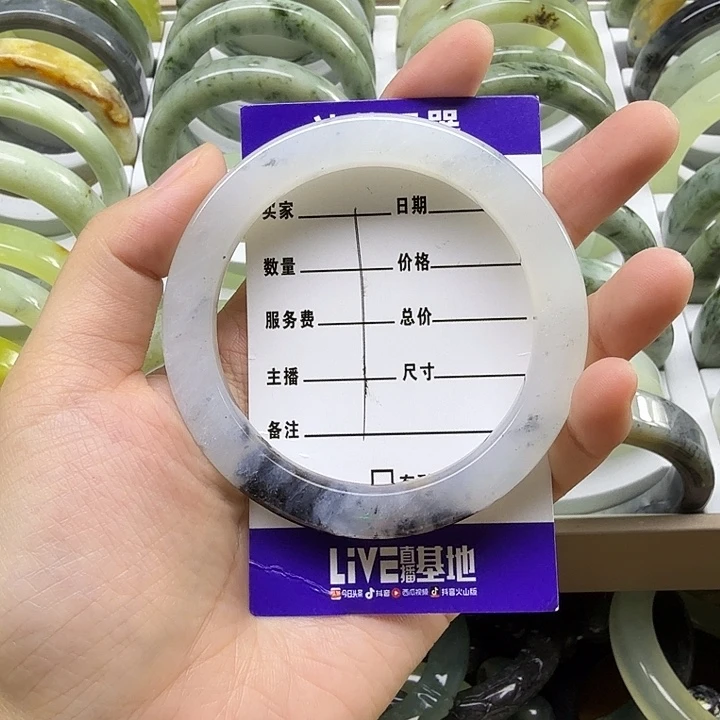 买家 日期
数量 价格
服务费 总价
主播 尺寸
备注
LiVE直播基地
今日头条 抖音 西瓜视频 抖音火山版